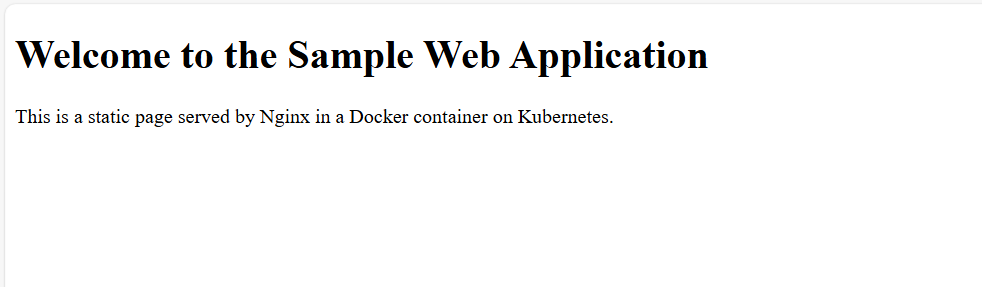 Welcome to the Sample Web Application
This is a static page served by Nginx in a Docker container on Kubernetes.